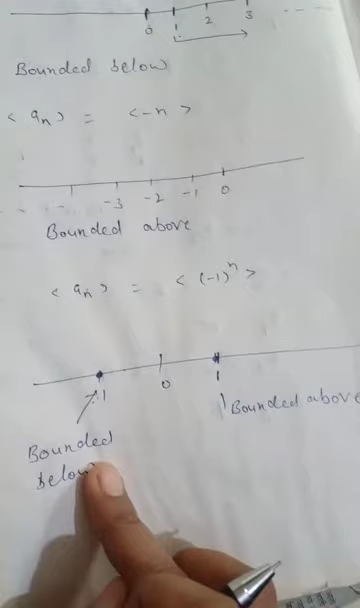 0 1 2 3 - - -
Bounded below
< an > = < -n >
- - - -3 -2 -1 0
Bounded above
< an > = < (-1)^n >
-1 0 1
Bounded above
Bounded
below